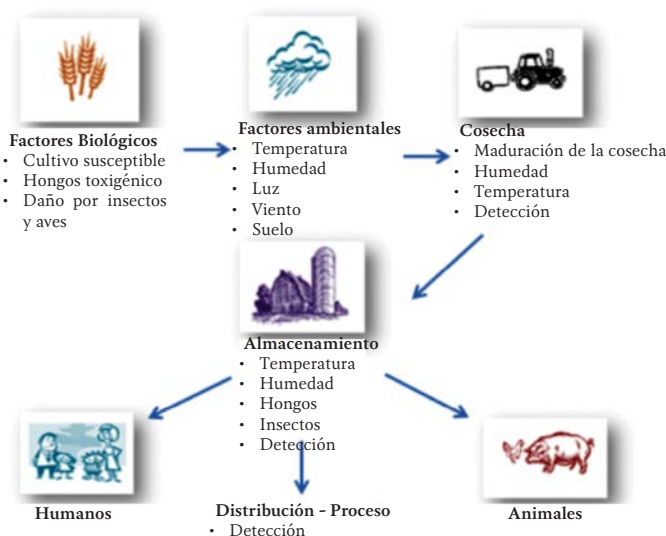 Factores Biológicos
• Cultivo susceptible
• Hongos toxigénico
• Daño por insectos
y aves
Factores ambientales
• Temperatura
• Humedad
• Luz
• Viento
• Suelo
Cosecha
• Maduración de la cosecha
• Humedad
• Temperatura
• Detección
Almacenamiento
• Temperatura
• Humedad
• Hongos
• Insectos
• Detección
Humanos
Distribución - Proceso
• Detección
Animales